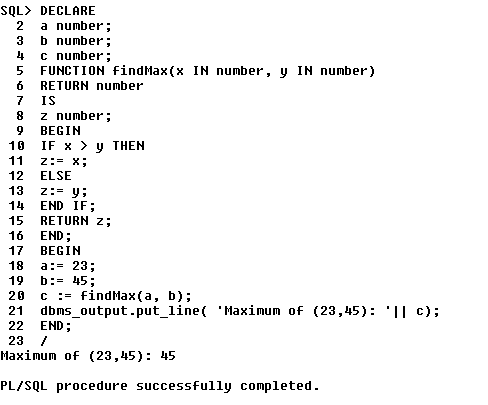 SQL> DECLARE
2 a number;
3 b number;
4 c number;
5 FUNCTION findMax(x IN number, y IN number)
6 RETURN number
7 IS
8 z number;
9 BEGIN
10 IF x > y THEN
11 z:= x;
12 ELSE
13 z:= y;
14 END IF;
15 RETURN z;
16 END;
17 BEGIN
18 a:= 23;
19 b:= 45;
20 c := findMax(a, b);
21 dbms_output.put_line( 'Maximum of (23,45): '|| c);
22 END;
23 /
Maximum of (23,45): 45
PL/SQL procedure successfully completed.